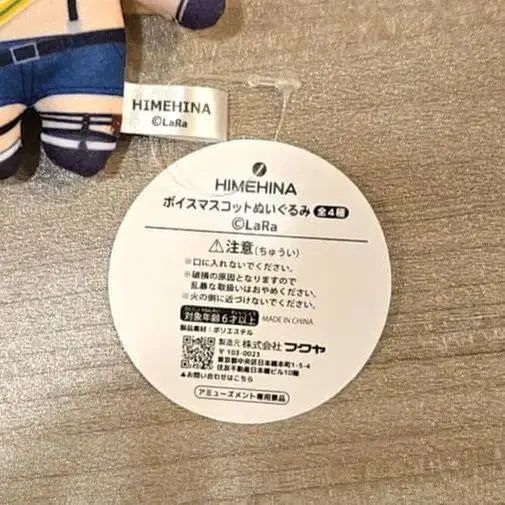 HIMEHINA
©LaRa
HIMEHINA
ボイスマスコットぬいぐるみ 全4種
©LaRa
⚠注意(ちゅうい)
※口に入れないでください。
※破損の原因となりますので
乱暴な取扱いはおやめください。
※火の側に近づけないでください。
対象年齢6才以上 MADE IN CHINA
製品素材:ポリエステル
製造元 株式会社フクヤ
〒103-0023
東京都中央区日本橋本町1-5-4
住友不動産日本橋ビル10階
▲お問い合わせはこちら
アミューズメント専用景品